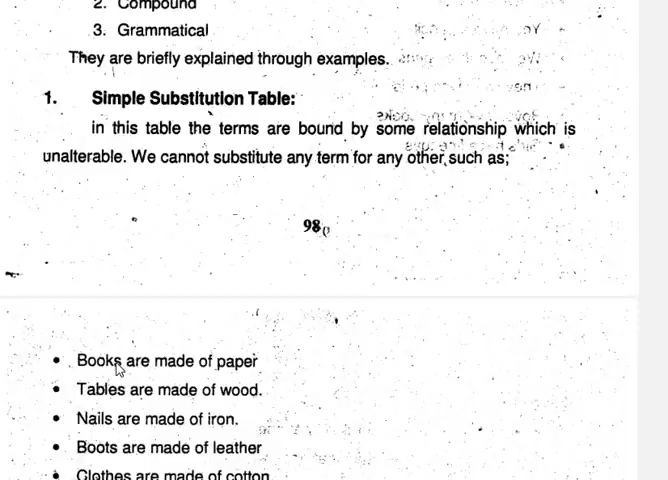 2. Compound
3. Grammatical
They are briefly explained through examples.
1. Simple Substitution Table:
in this table the terms are bound by some relationship which is
unalterable. We cannot substitute any term for any other such as;
98
• Books are made of paper
• Tables are made of wood.
• Nails are made of iron.
• Boots are made of leather
• Clothes are made of cotton